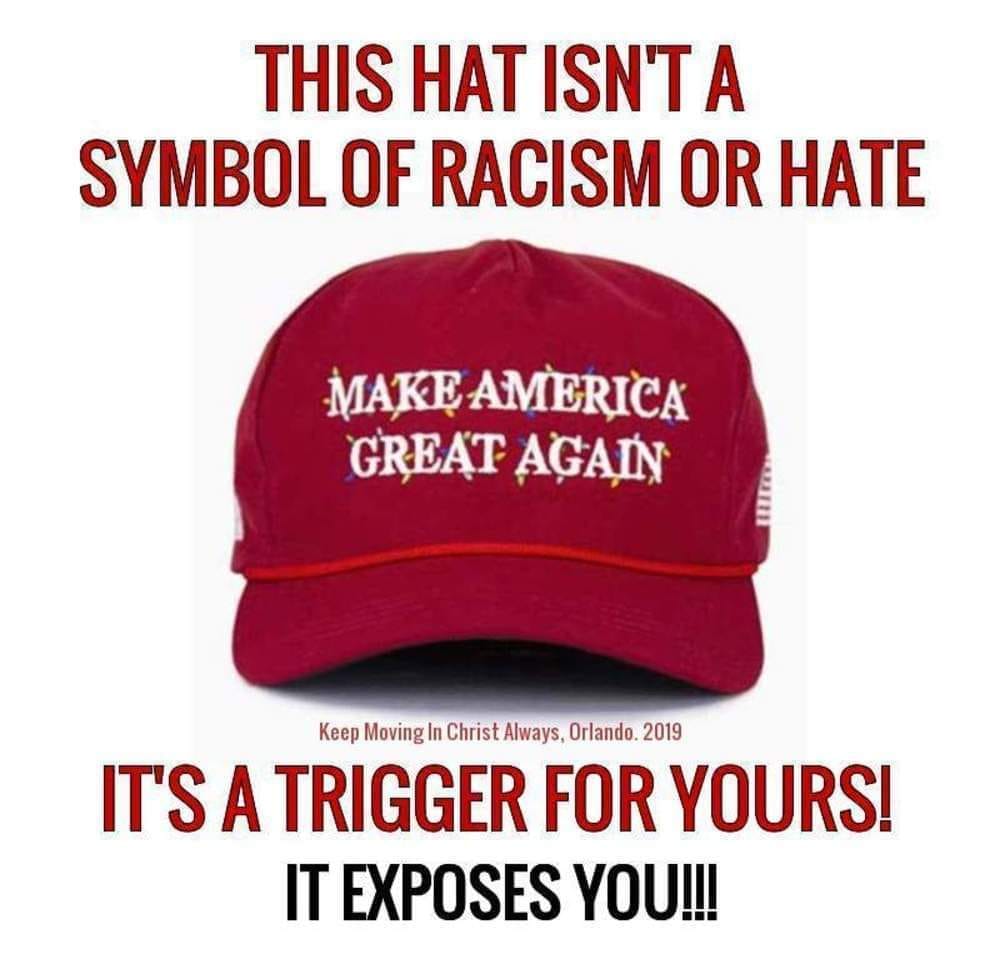 THIS HAT ISN'T A
SYMBOL OF RACISM OR HATE
MAKE AMERICA
GREAT AGAIN
Keep Moving In Christ Always, Orlando. 2019
IT'S A TRIGGER FOR YOURS!
IT EXPOSES YOU!!!